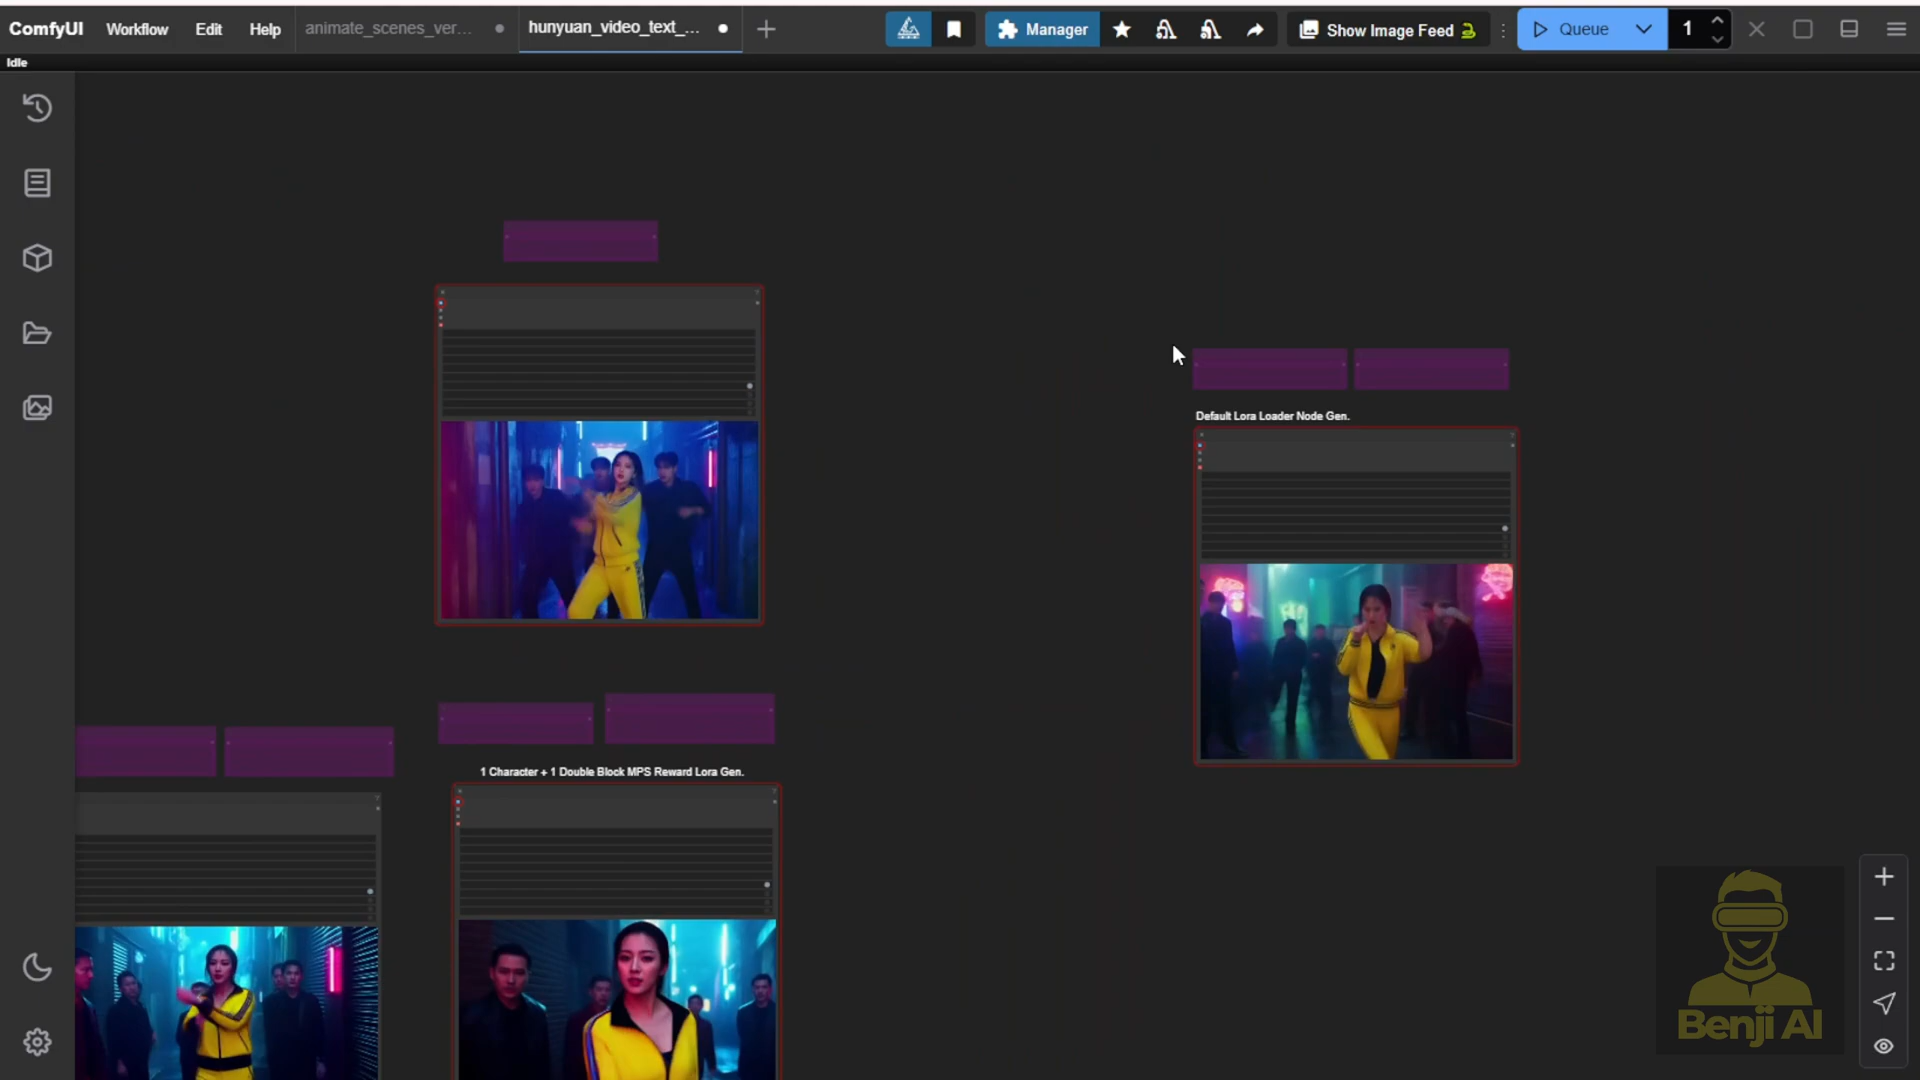 ComfyUI Workflow Edit Help animate_scenes_ver... hunyuan_video_text_... Manager Show Image Feed Queue 1
Idle
Default Lora Loader Node Gen.
1 Character + 1 Double Block MPS Reward Lora Gen.
Benji AI